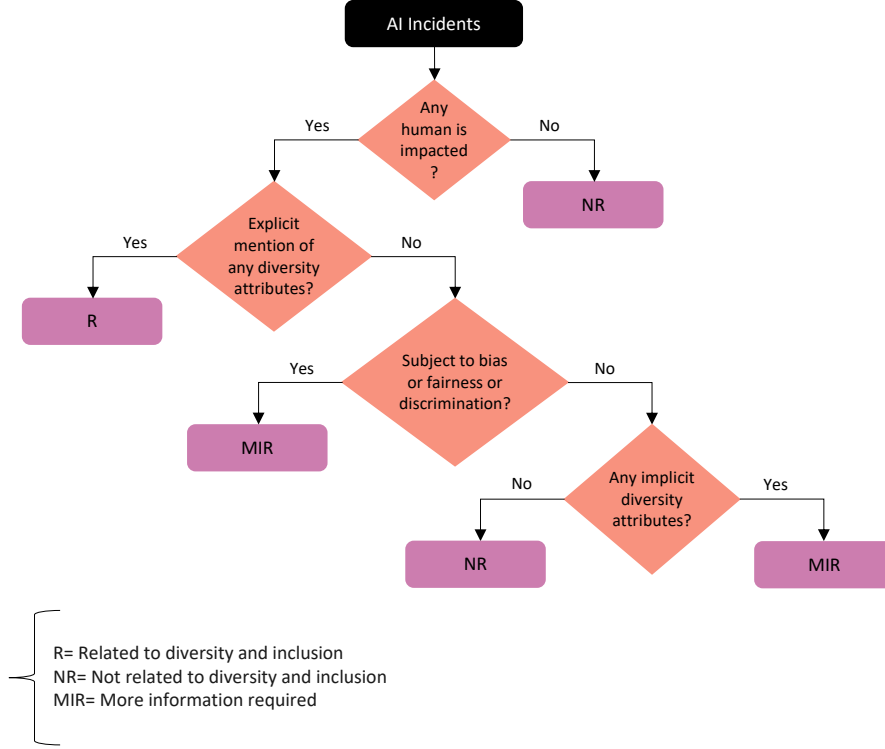 AI Incidents
Any
human is
impacted
?
Yes
No
NR
Explicit
mention of
any diversity
attributes?
Yes
No
R
Subject to bias
or fairness or
discrimination?
Yes
No
MIR
Any implicit
diversity
attributes?
No
Yes
NR
MIR
R= Related to diversity and inclusion
NR= Not related to diversity and inclusion
MIR= More information required